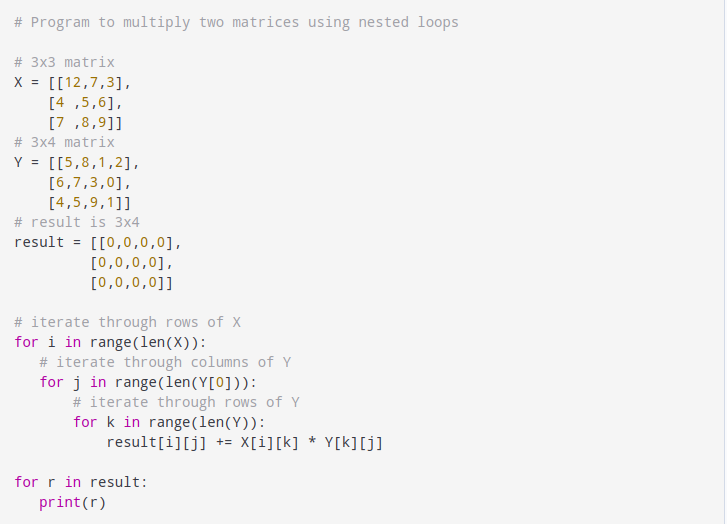 # Program to multiply two matrices using nested loops

# 3x3 matrix
X = [[12,7,3],
    [4 ,5,6],
    [7 ,8,9]]
# 3x4 matrix
Y = [[5,8,1,2],
    [6,7,3,0],
    [4,5,9,1]]
# result is 3x4
result = [[0,0,0,0],
         [0,0,0,0],
         [0,0,0,0]]

# iterate through rows of X
for i in range(len(X)):
   # iterate through columns of Y
   for j in range(len(Y[0])):
       # iterate through rows of Y
       for k in range(len(Y)):
           result[i][j] += X[i][k] * Y[k][j]

for r in result:
   print(r)